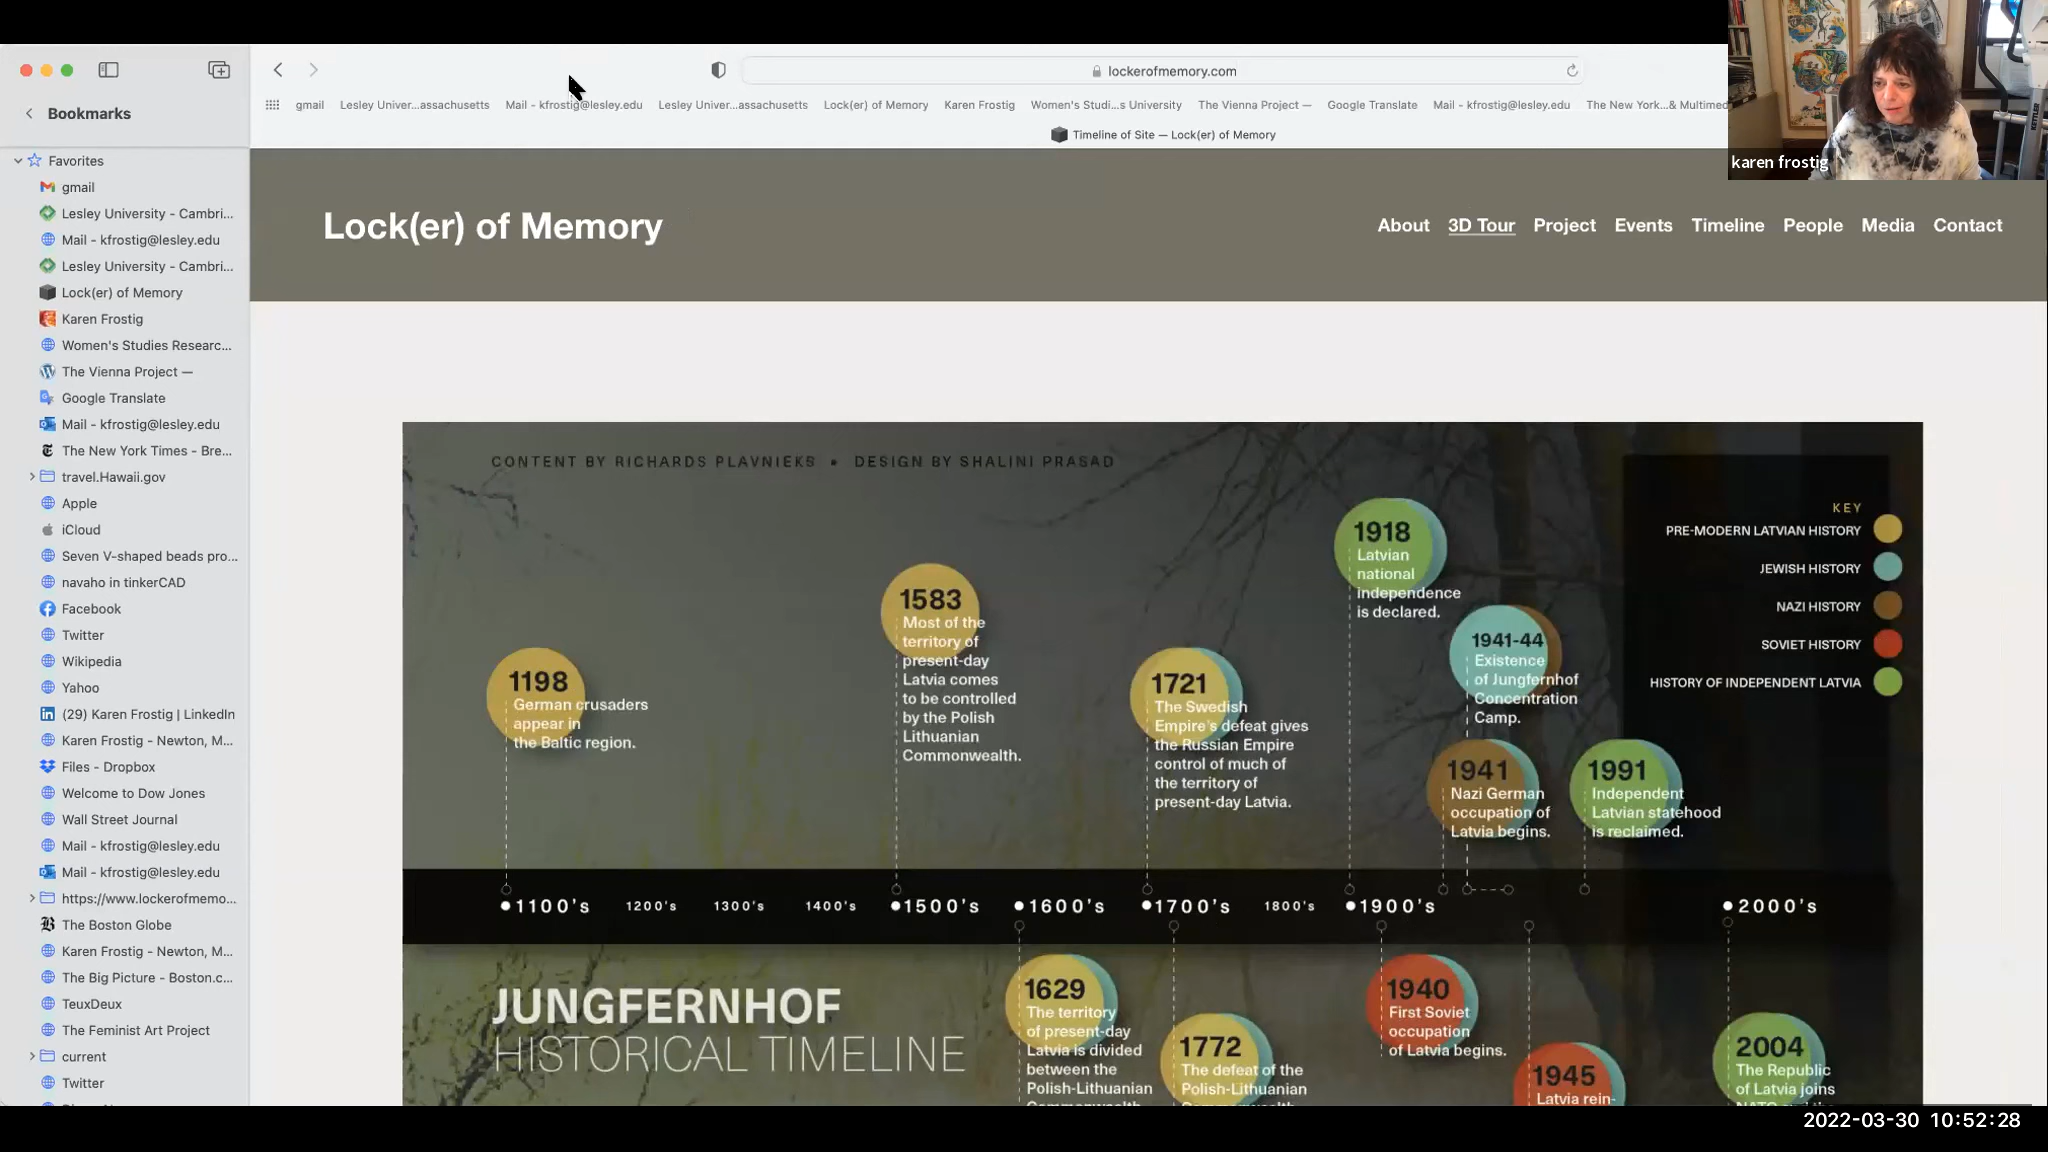 lockerofmemory.com
Bookmarks
gmail
Lesley Univer...assachusetts
Mail - kfrostig@lesley.edu
Lesley Univer...assachusetts
Lock(er) of Memory
Karen Frostig
Women's Studi...s University
The Vienna Project —
Google Translate
Mail - kfrostig@lesley.edu
The New York...& Multimed
Timeline of Site — Lock(er) of Memory
karen frostig
KETTLER
Favorites
gmail
Lesley University - Cambri...
Mail - kfrostig@lesley.edu
Lesley University - Cambri...
Lock(er) of Memory
Karen Frostig
Women's Studies Researc...
The Vienna Project —
Google Translate
Mail - kfrostig@lesley.edu
The New York Times - Bre...
travel.Hawaii.gov
Apple
iCloud
Seven V-shaped beads pro...
navaho in tinkerCAD
Facebook
Twitter
Wikipedia
Yahoo
(29) Karen Frostig | LinkedIn
Karen Frostig - Newton, M...
Files - Dropbox
Welcome to Dow Jones
Wall Street Journal
Mail - kfrostig@lesley.edu
Mail - kfrostig@lesley.edu
https://www.lockerofmemo...
The Boston Globe
Karen Frostig - Newton, M...
The Big Picture - Boston.c...
TeuxDeux
The Feminist Art Project
current
Twitter
Lock(er) of Memory
About
3D Tour
Project
Events
Timeline
People
Media
Contact
CONTENT BY RICHARDS PLAVNIEKS • DESIGN BY SHALINI PRASAD
KEY
PRE-MODERN LATVIAN HISTORY
JEWISH HISTORY
NAZI HISTORY
SOVIET HISTORY
HISTORY OF INDEPENDENT LATVIA
1198
German crusaders
appear in
the Baltic region.
1583
Most of the
territory of
present-day
Latvia comes
to be controlled
by the Polish
Lithuanian
Commonwealth.
1721
The Swedish
Empire's defeat gives
the Russian Empire
control of much of
the territory of
present-day Latvia.
1918
Latvian
national
independence
is declared.
1941-44
Existence
of Jungfernhof
Concentration
Camp.
1941
Nazi German
occupation of
Latvia begins.
1991
Independent
Latvian statehood
is reclaimed.
1100's
1200's
1300's
1400's
1500's
1600's
1700's
1800's
1900's
2000's
JUNGFERNHOF
HISTORICAL TIMELINE
1629
The territory
of present-day
Latvia is divided
between the
Polish-Lithuanian
1772
The defeat of the
Polish-Lithuanian
1940
First Soviet
occupation
of Latvia begins.
1945
Latvia rein-
2004
The Republic
of Latvia joins
2022-03-30 10:52:28